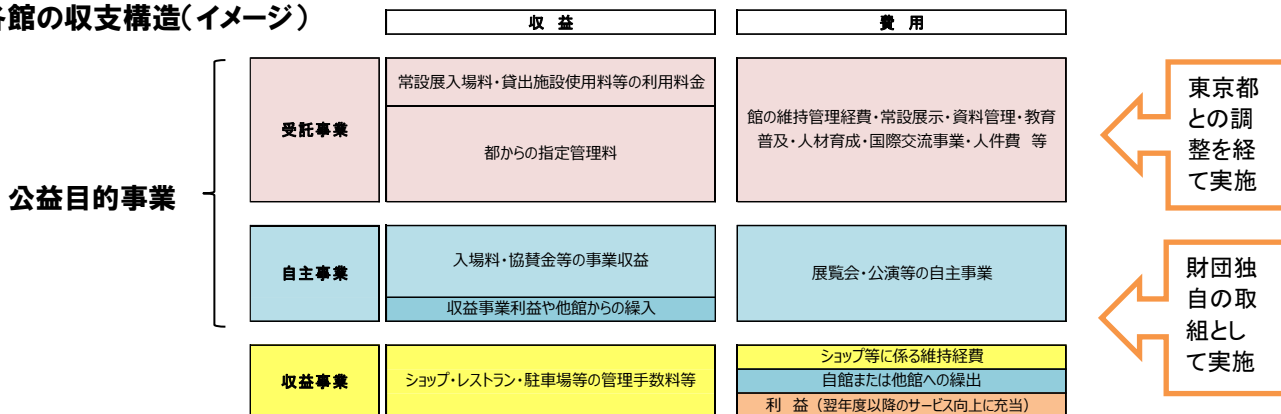 各館の収支構造(イメージ)
収 益
費 用
公益目的事業
受託事業
常設展入場料・貸出施設使用料等の利用料金
都からの指定管理料
館の維持管理経費・常設展示・資料管理・教育
普及・人材育成・国際交流事業・人件費 等
東京都
との調
整を経
て実施
自主事業
入場料・協賛金等の事業収益
収益事業利益や他館からの繰入
展覧会・公演等の自主事業
財団独
自の取
組とし
て実施
収益事業
ショップ・レストラン・駐車場等の管理手数料等
ショップ等に係る維持経費
自館または他館への繰出
利 益(翌年度以降のサービス向上に充当)